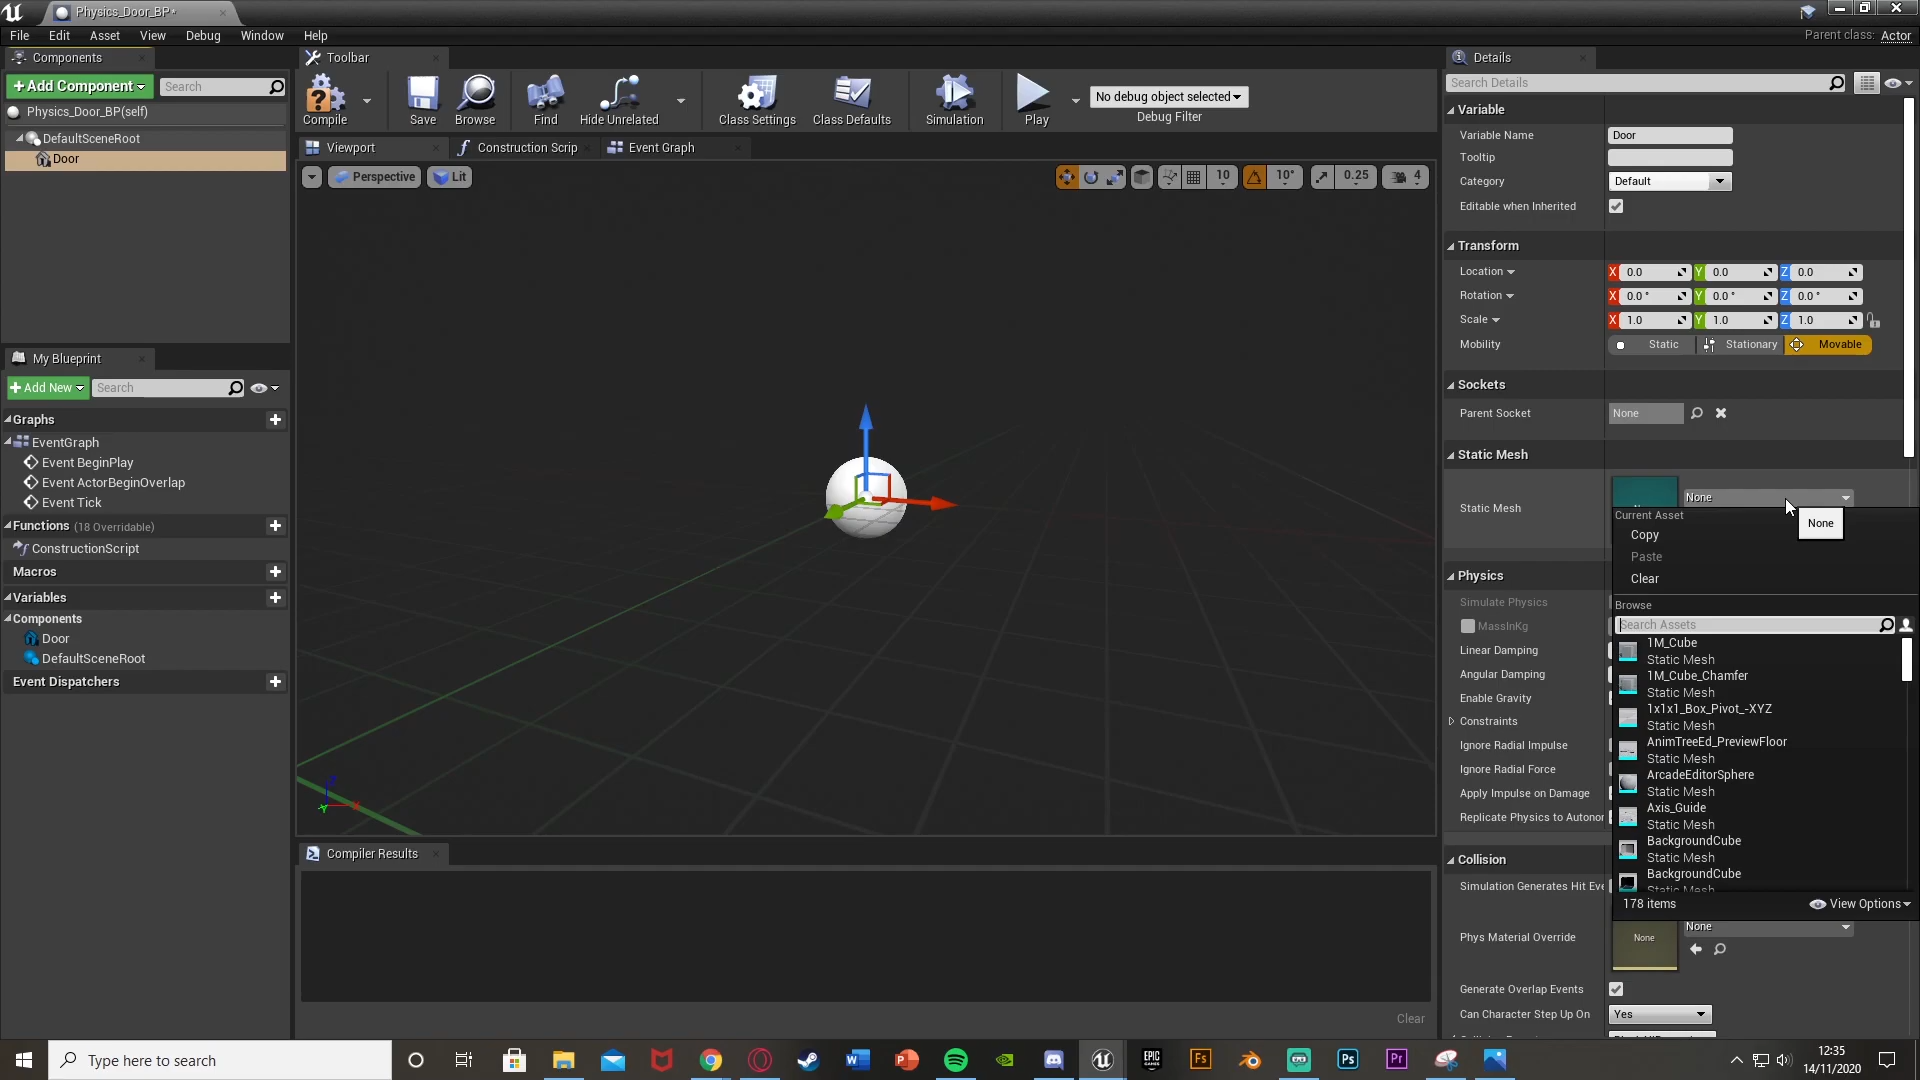 Physics_Door_BP*
File Edit Asset View Debug Window Help
Parent class: Actor
Components
+Add Component
Search
Physics_Door_BP(self)
DefaultSceneRoot
Door
My Blueprint
+Add New
Search
Graphs
EventGraph
Event BeginPlay
Event ActorBeginOverlap
Event Tick
Functions (18 Overridable)
ConstructionScript
Macros
Variables
Components
Door
DefaultSceneRoot
Event Dispatchers
Toolbar
Compile Save Browse Find Hide Unrelated Class Settings Class Defaults Simulation Play
No debug object selected
Debug Filter
Viewport Construction Scrip Event Graph
Perspective Lit
10 10° 0.25 4
Compiler Results
Clear
Details
Search Details
Variable
Variable Name Door
Tooltip
Category Default
Editable when Inherited
Transform
Location X 0.0 Y 0.0 Z 0.0
Rotation X 0.0° Y 0.0° Z 0.0°
Scale X 1.0 Y 1.0 Z 1.0
Mobility Static Stationary Movable
Sockets
Parent Socket None
Static Mesh
Static Mesh None
None
Current Asset
Copy
Paste
Clear
Browse
Search Assets
1M_Cube
Static Mesh
1M_Cube_Chamfer
Static Mesh
1x1x1_Box_Pivot_-XYZ
Static Mesh
AnimTreeEd_PreviewFloor
Static Mesh
ArcadeEditorSphere
Static Mesh
Axis_Guide
Static Mesh
BackgroundCube
Static Mesh
BackgroundCube
Static Mesh
178 items View Options
Physics
Simulate Physics
MassInKg
Linear Damping
Angular Damping
Enable Gravity
Constraints
Ignore Radial Impulse
Ignore Radial Force
Apply Impulse on Damage
Replicate Physics to Autonor
Collision
Simulation Generates Hit Eve
Phys Material Override None
None
Generate Overlap Events
Can Character Step Up On Yes
Type here to search
12:35
14/11/2020